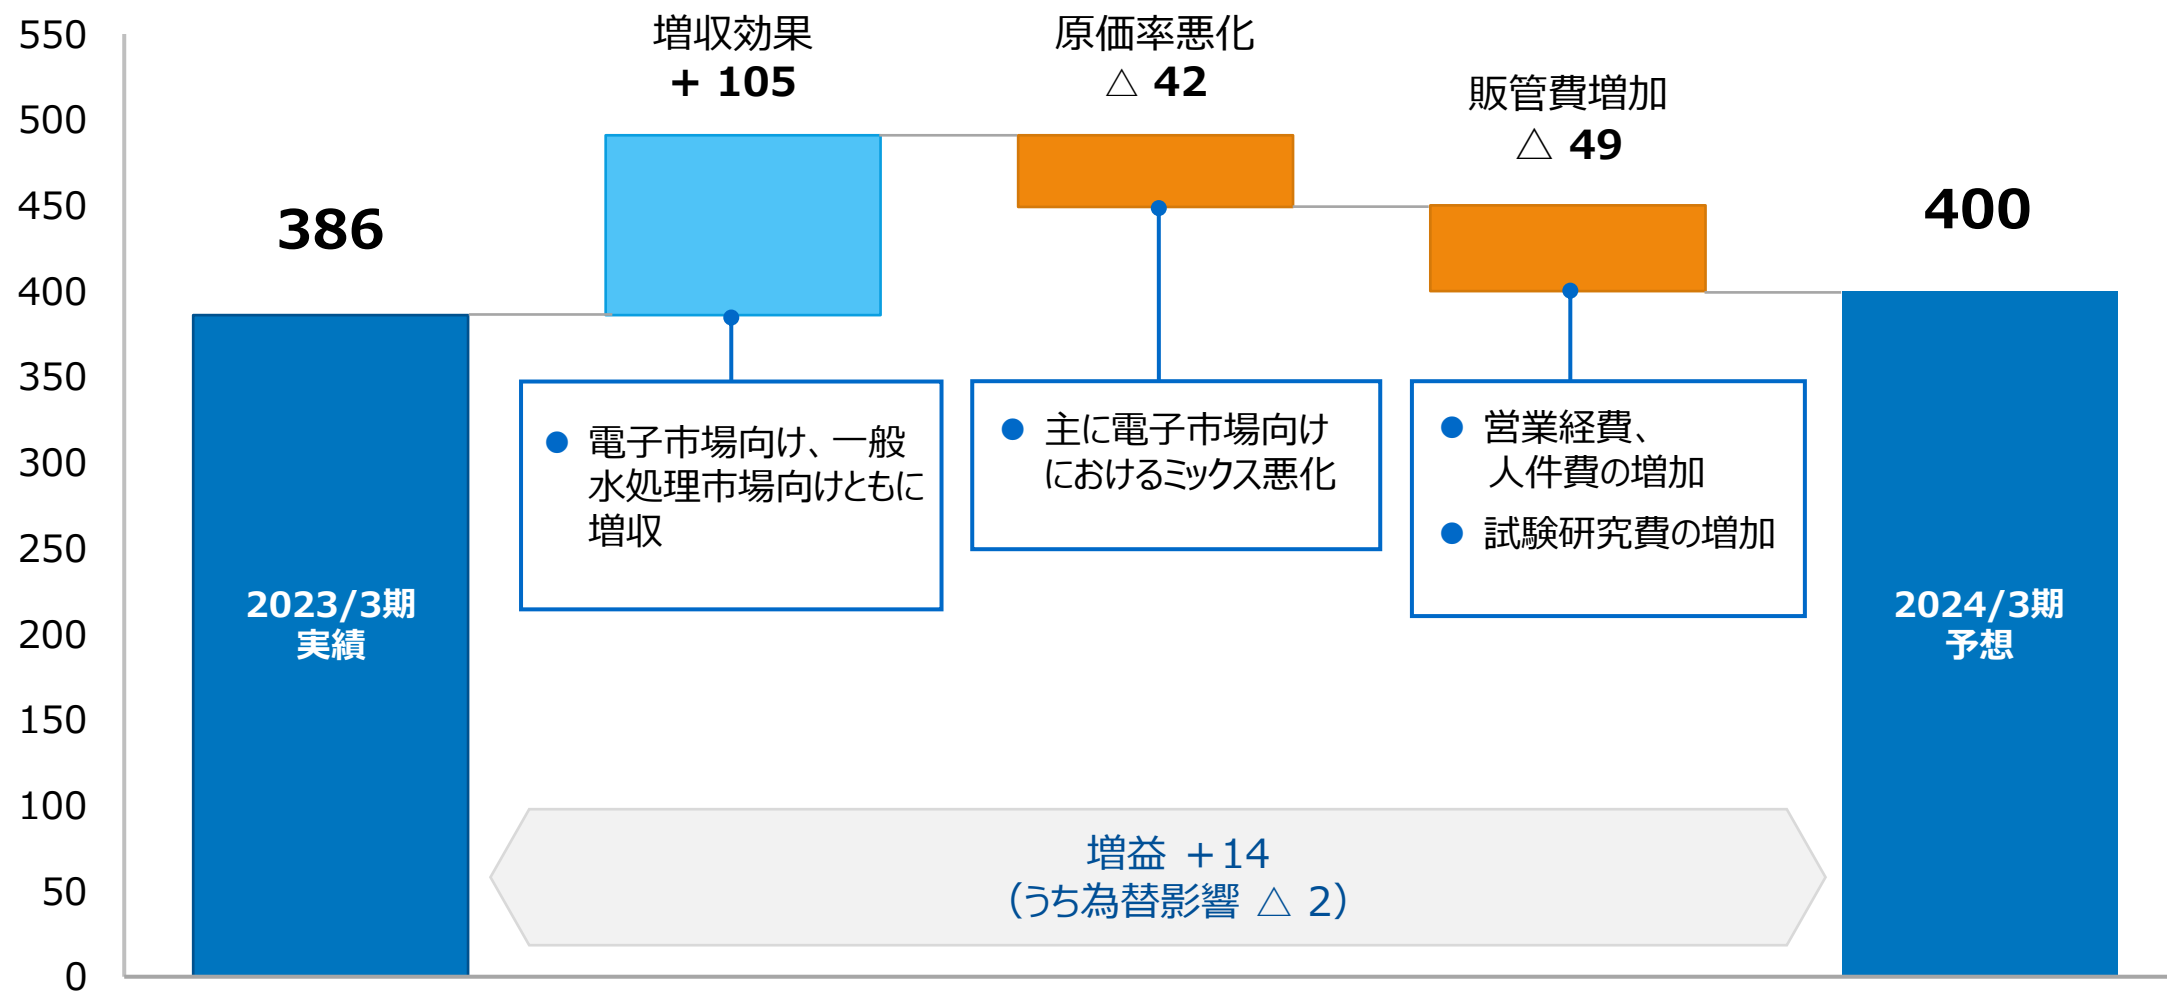 550
500
450
400
350
300
250
200
150
100
50
0
386
2023/3期
実績
増収効果
+ 105
● 電子市場向け、一般
水処理市場向けともに
増収
原価率悪化
△ 42
● 主に電子市場向け
におけるミックス悪化
販管費増加
△ 49
● 営業経費、
人件費の増加
● 試験研究費の増加
400
2024/3期
予想
増益 +14
(うち為替影響 △ 2)